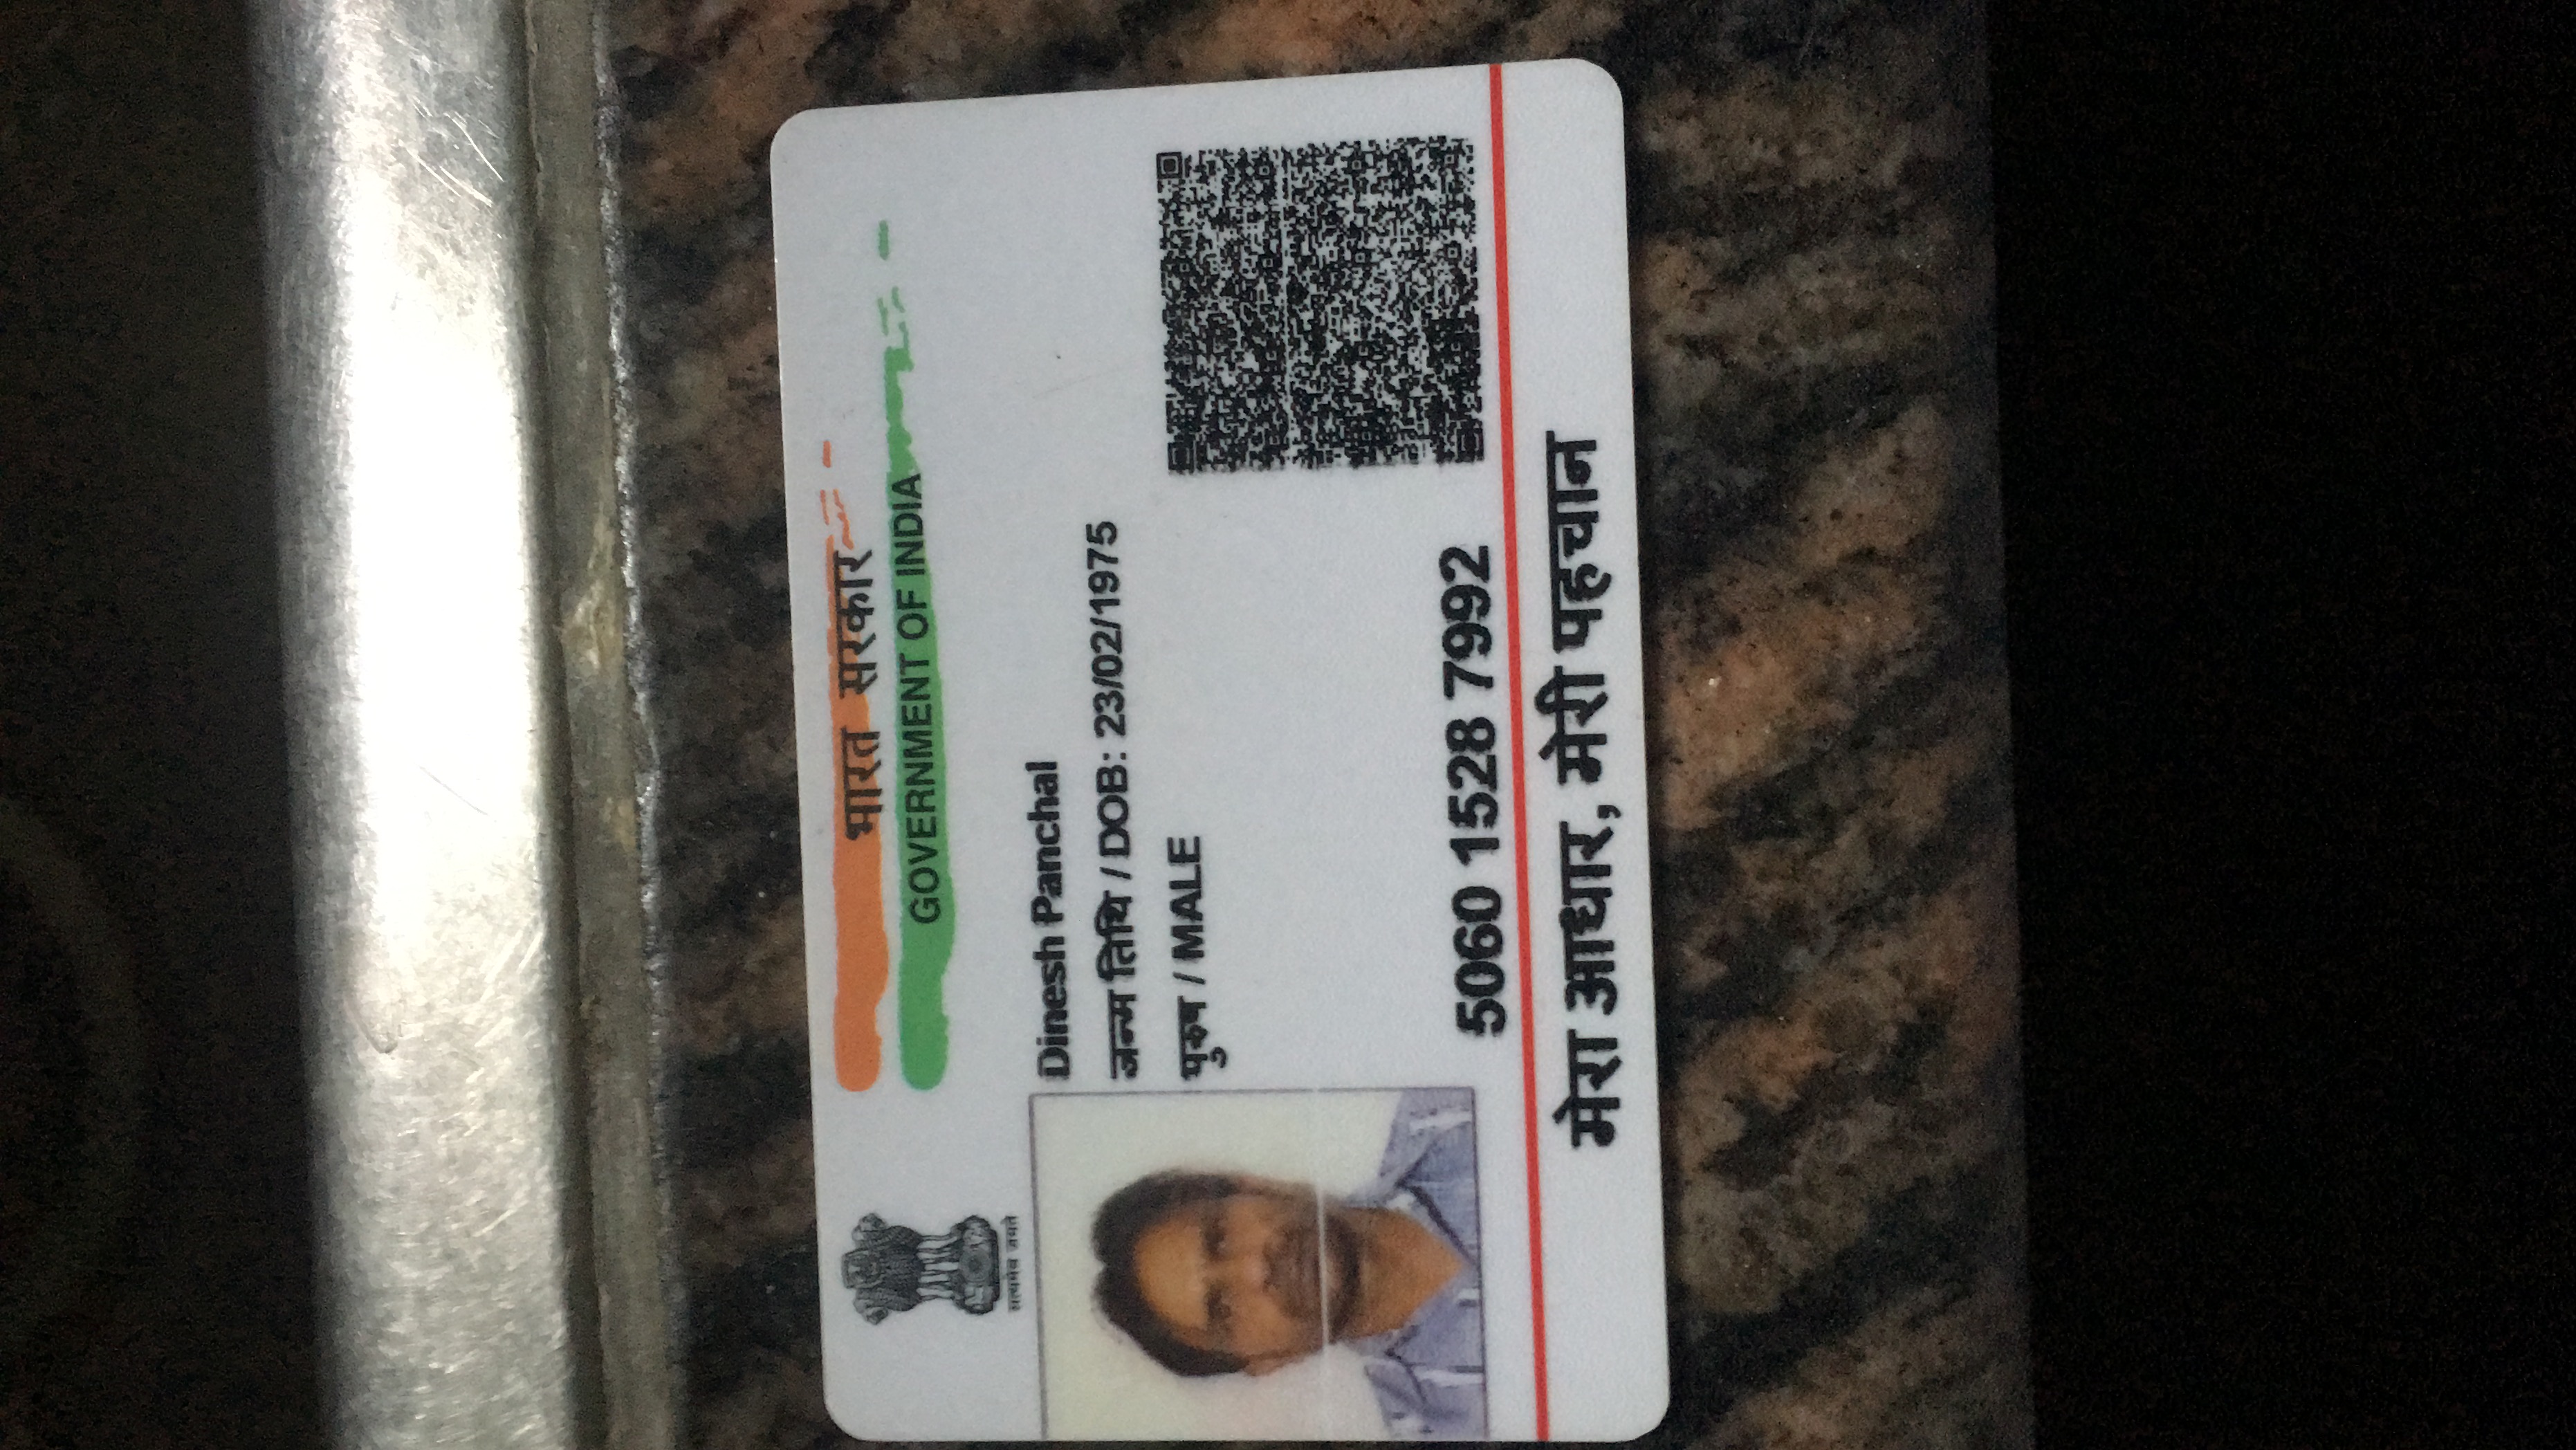 भारत सरकार
GOVERNMENT OF INDIA
सत्यमेव जयते
Dinesh Panchal
जन्म तिथि / DOB: 23/02/1975
पुरुष / MALE
5060 1528 7992
मेरा आधार, मेरी पहचान